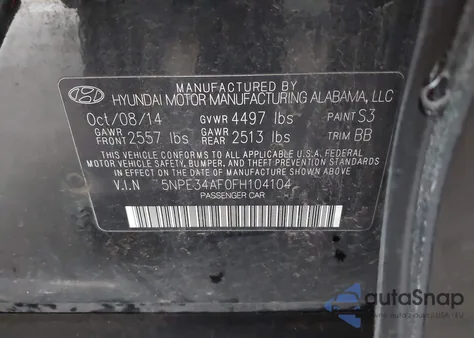 MANUFACTURED BY
HYUNDAI MOTOR MANUFACTURING ALABAMA, LLC
Oct/08/14 GVWR 4497 lbs PAINT S3
GAWR FRONT 2557 lbs GAWR REAR 2513 lbs TRIM BB
THIS VEHICLE CONFORMS TO ALL APPLICABLE U.S. FEDERAL
MOTOR VEHICLE SAFETY, BUMPER, AND THEFT PREVENTION
STANDARDS IN EFFECT ON THE DATE OF MANUFACTURE SHOWN ABOVE.
V.I.N 5NPE34AF0FH104104
PASSENGER CAR
autaSnap